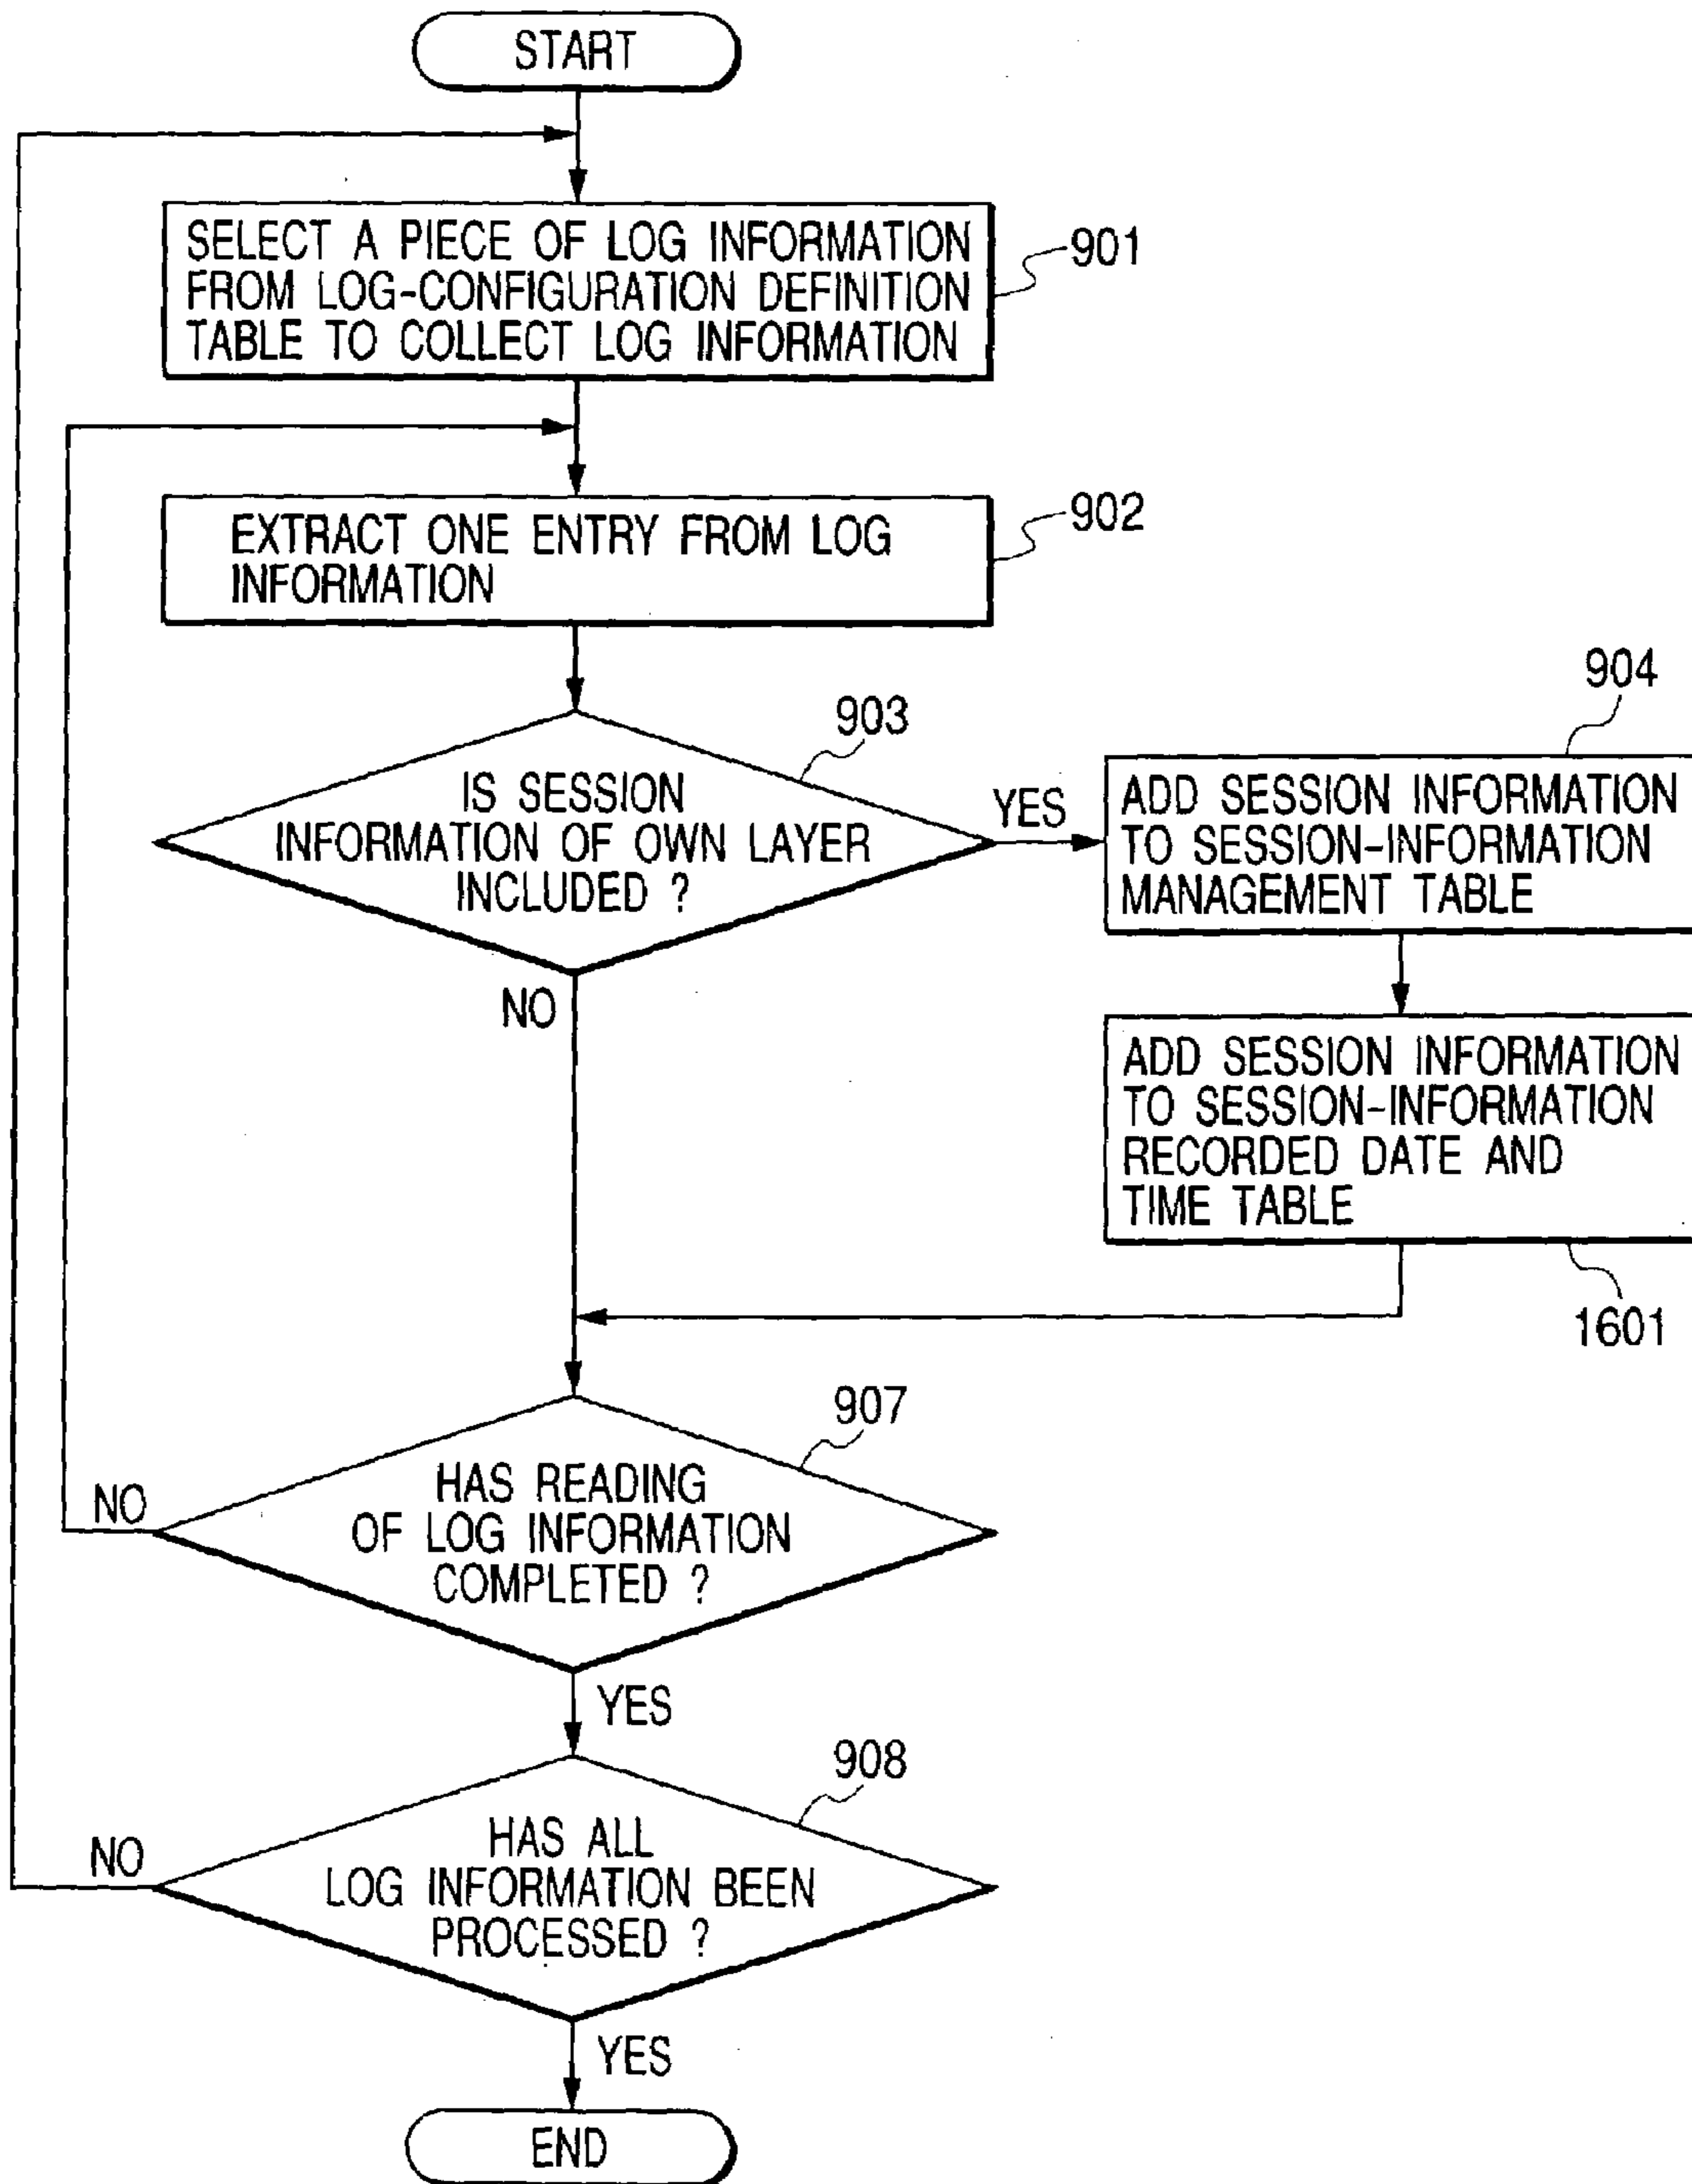 START
SELECT A PIECE OF LOG INFORMATION
FROM LOG-CONFIGURATION DEFINITION
TABLE TO COLLECT LOG INFORMATION
901
EXTRACT ONE ENTRY FROM LOG
INFORMATION
902
903
IS SESSION
INFORMATION OF OWN LAYER
INCLUDED ?
YES
NO
904
ADD SESSION INFORMATION
TO SESSION-INFORMATION
MANAGEMENT TABLE
ADD SESSION INFORMATION
TO SESSION-INFORMATION
RECORDED DATE AND
TIME TABLE
1601
907
HAS READING
OF LOG INFORMATION
COMPLETED ?
NO
YES
908
HAS ALL
LOG INFORMATION BEEN
PROCESSED ?
NO
YES
END